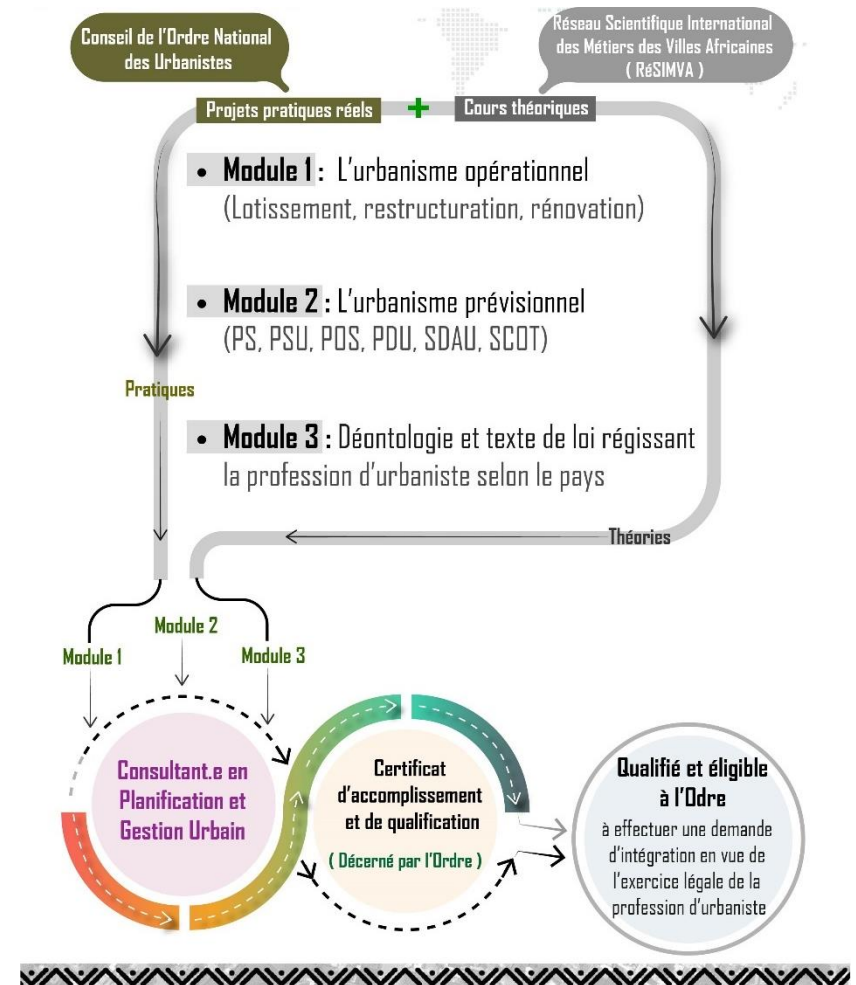 Conseil de l'Ordre National
des Urbanistes
Réseau Scientifique International
des Métiers des Villes Africaines
( RéSIMVA )
Projets pratiques réels + Cours théoriques
• Module 1 : L'urbanisme opérationnel
(Lotissement, restructuration, rénovation)
• Module 2 : L'urbanisme prévisionnel
(PS, PSU, POS, PDU, SDAU, SCOT)
Pratiques
• Module 3 : Déontologie et texte de loi régissant
la profession d'urbaniste selon le pays
Théories
Module 1
Module 2
Module 3
Consultant.e en
Planification et
Gestion Urbain
Certificat
d'accomplissement
et de qualification
( Décerné par l'Ordre )
Qualifié et éligible
à l'Odre
à effectuer une demande
d'intégration en vue de
l'exercice légale de la
profession d'urbaniste